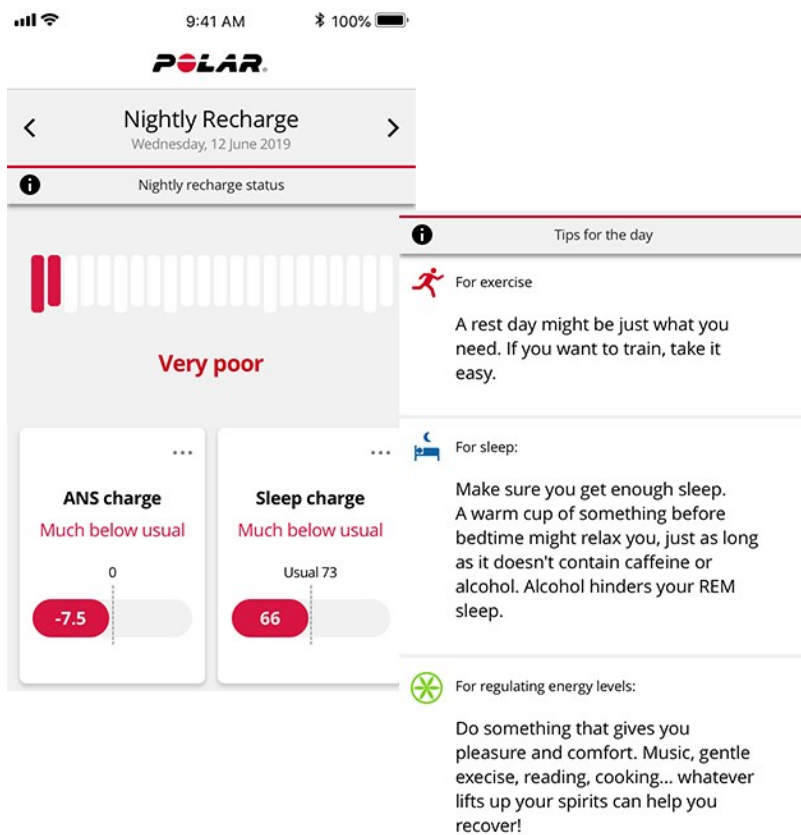 9:41 AM
100%
POLAR
Nightly Recharge
Wednesday, 12 June 2019
Nightly recharge status
Very poor
ANS charge
Much below usual
0
-7.5
Sleep charge
Much below usual
Usual 73
66
Tips for the day
For exercise
A rest day might be just what you
need. If you want to train, take it
easy.
For sleep:
Make sure you get enough sleep.
A warm cup of something before
bedtime might relax you, just as long
as it doesn't contain caffeine or
alcohol. Alcohol hinders your REM
sleep.
For regulating energy levels:
Do something that gives you
pleasure and comfort. Music, gentle
execise, reading, cooking... whatever
lifts up your spirits can help you
recover!